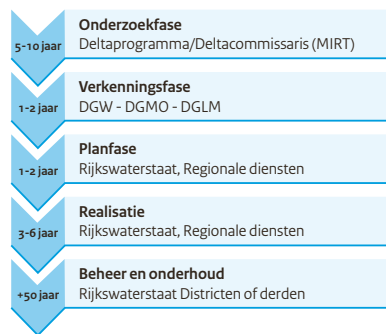 Onderzoekfase
5-10 jaar
Deltaprogramma/Deltacommissaris (MIRT)
Verkenningsfase
1-2 jaar
DGW - DGMO - DGLM
Planfase
1-2 jaar
Rijkswaterstaat, Regionale diensten
Realisatie
3-6 jaar
Rijkswaterstaat, Regionale diensten
Beheer en onderhoud
+50 jaar
Rijkswaterstaat Districten of derden